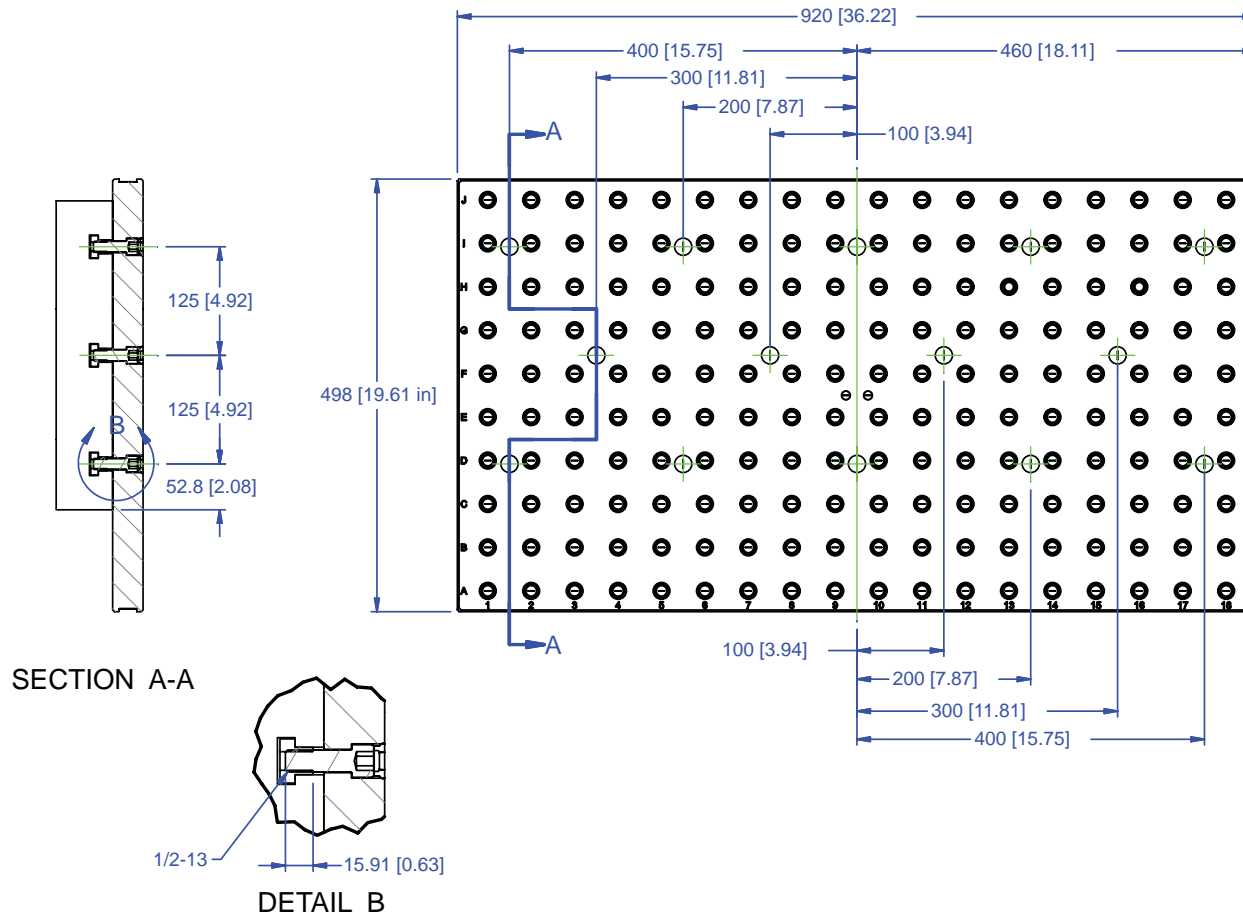 920 [36.22]
400 [15.75]
460 [18.11]
300 [11.81]
200 [7.87]
100 [3.94]
A
J
I
H
G
F
E
D
C
B
A
1 2 3 4 5 6 7 8 9 10 11 12 13 14 15 16 17 18
498 [19.61 in]
125 [4.92]
125 [4.92]
B
52.8 [2.08]
A
100 [3.94]
200 [7.87]
300 [11.81]
400 [15.75]
SECTION A-A
1/2-13
15.91 [0.63]
DETAIL B